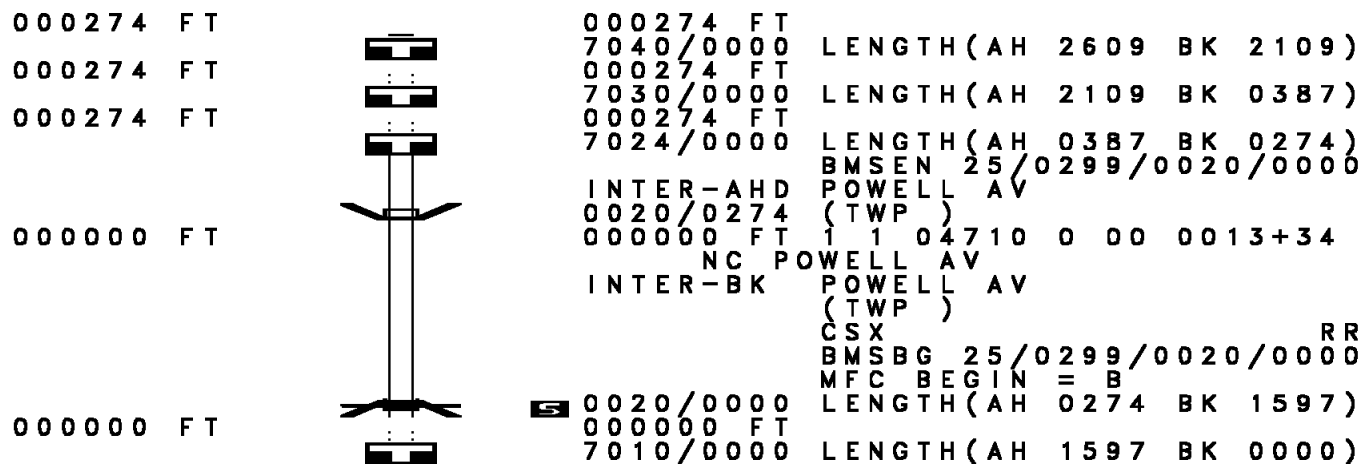 000274 FT
000274 FT
7040/0000 LENGTH(AH 2609 BK 2109)
000274 FT
000274 FT
7030/0000 LENGTH(AH 2109 BK 0387)
000274 FT
000274 FT
7024/0000 LENGTH(AH 0387 BK 0274)
BMSEN 25/0299/0020/0000
INTER-AHD POWELL AV
0020/0274 (TWP )
000000 FT
000000 FT 1 1 04710 0 00 0013+34
NC POWELL AV
INTER-BK POWELL AV
(TWP )
CSX RR
BMSBG 25/0299/0020/0000
MFC BEGIN = B
S 0020/0000 LENGTH(AH 0274 BK 1597)
000000 FT
000000 FT
7010/0000 LENGTH(AH 1597 BK 0000)